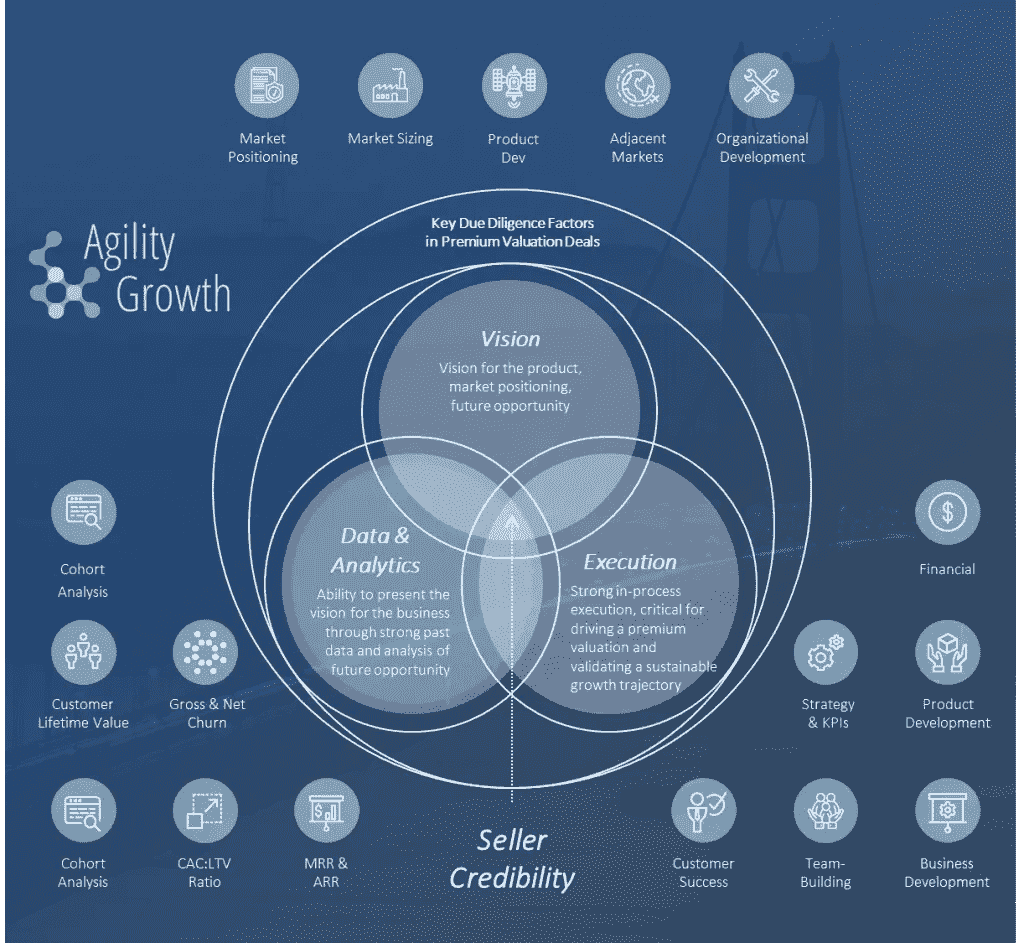 Market
Positioning
Market Sizing
Product
Dev
Adjacent
Markets
Organizational
Development
Agility
Growth
Key Due Diligence Factors
in Premium Valuation Deals
Vision
Vision for the product,
market positioning,
future opportunity
Data &
Analytics
Ability to present the
vision for the business
through strong past
data and analysis of
future opportunity
Execution
Strong in-process
execution, critical for
driving a premium
valuation and
validating a sustainable
growth trajectory
Cohort
Analysis
$
Financial
Customer
Lifetime Value
Gross & Net
Churn
Strategy
& KPIs
Product
Development
Cohort
Analysis
CAC:LTV
Ratio
$
MRR &
ARR
Seller
Credibility
Customer
Success
Team-
Building
Business
Development